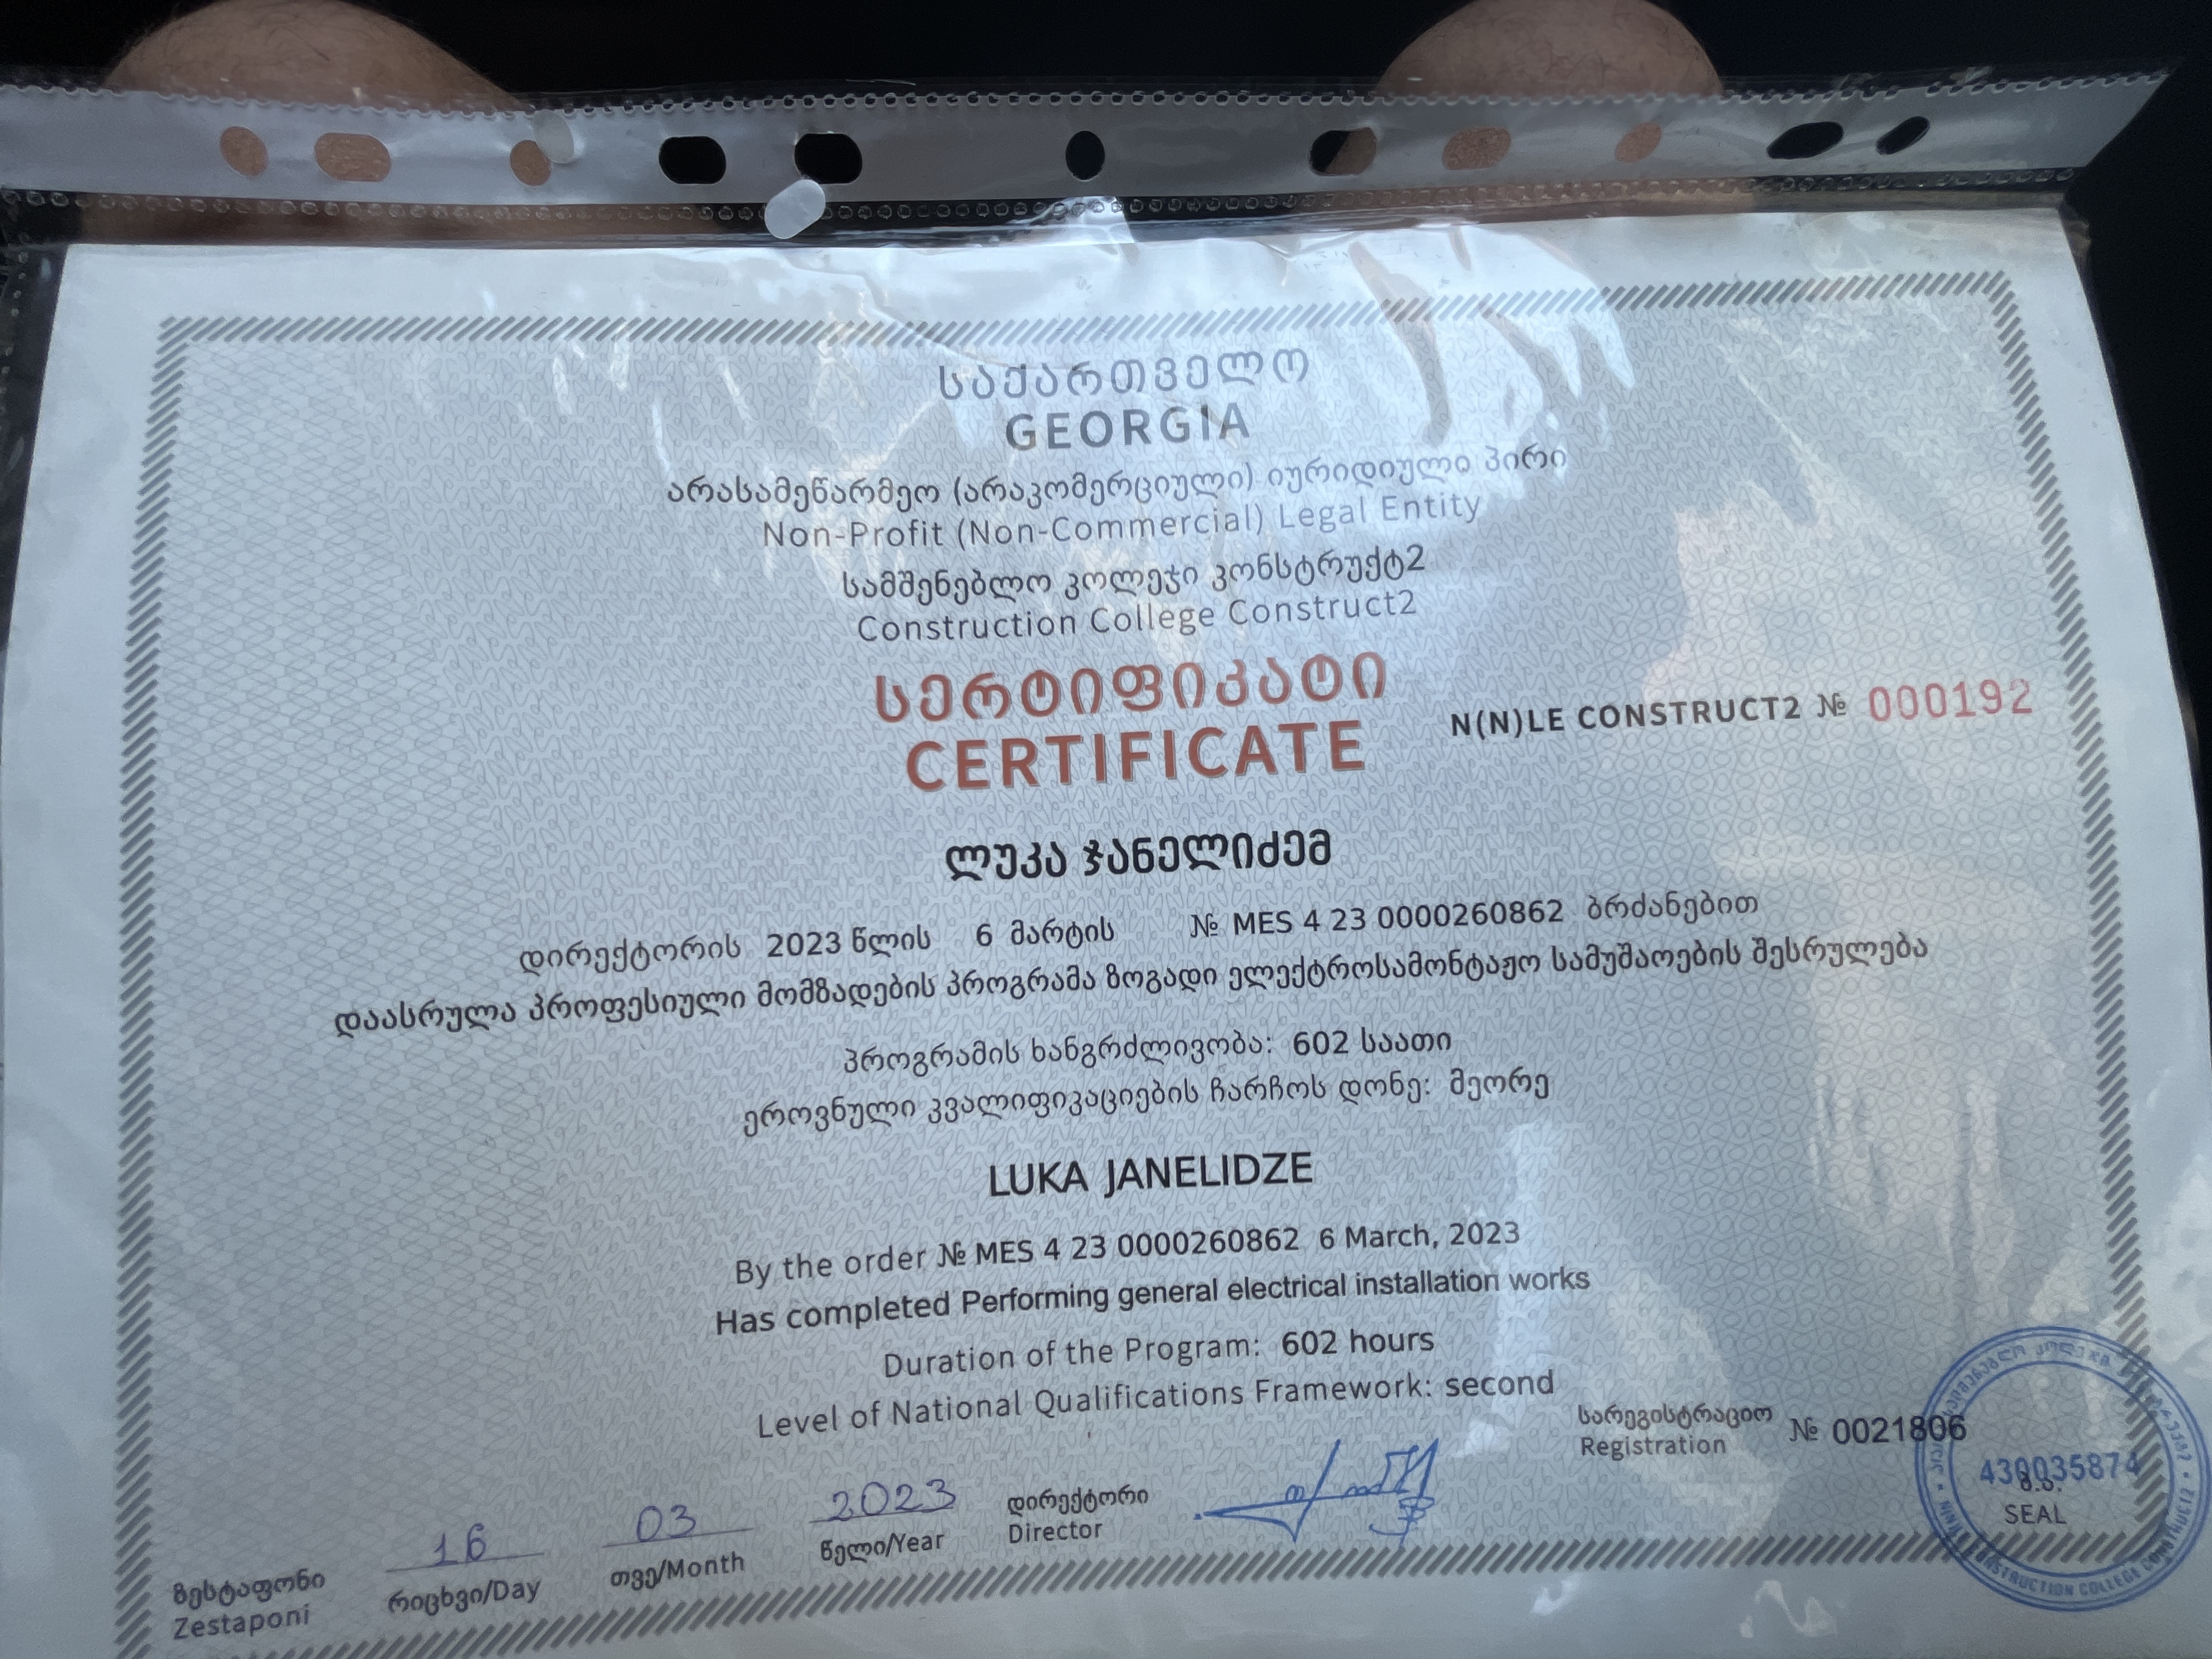 საქართველო
GEORGIA
არასამეწარმეო (არაკომერციული) იურიდიული პირი
Non-Profit (Non-Commercial) Legal Entity
სამშენებლო კოლეჯი კონსტრუქტ2
Construction College Construct2
სერტიფიკატი
CERTIFICATE
N(N)LE CONSTRUCT2 № 000192
ლუკა ჯანელიძემ
დირექტორის 2023 წლის 6 მარტის № MES 4 23 0000260862 ბრძანებით
დაასრულა პროფესიული მომზადების პროგრამა ზოგადი ელექტროსამონტაჟო სამუშაოების შესრულება
პროგრამის ხანგრძლივობა: 602 საათი
ეროვნული კვალიფიკაციების ჩარჩოს დონე: მეორე
LUKA JANELIDZE
By the order № MES 4 23 0000260862 6 March, 2023
Has completed Performing general electrical installation works
Duration of the Program: 602 hours
Level of National Qualifications Framework: second
სარეგისტრაციო
Registration
№ 0021806
430035874
ბ.ა.
SEAL
CONSTRUCTION COLLEGE CONSTRUCT2
ზესტაფონი
Zestaponi
16
რიცხვი/Day
03
თვე/Month
2023
წელი/Year
დირექტორი
Director